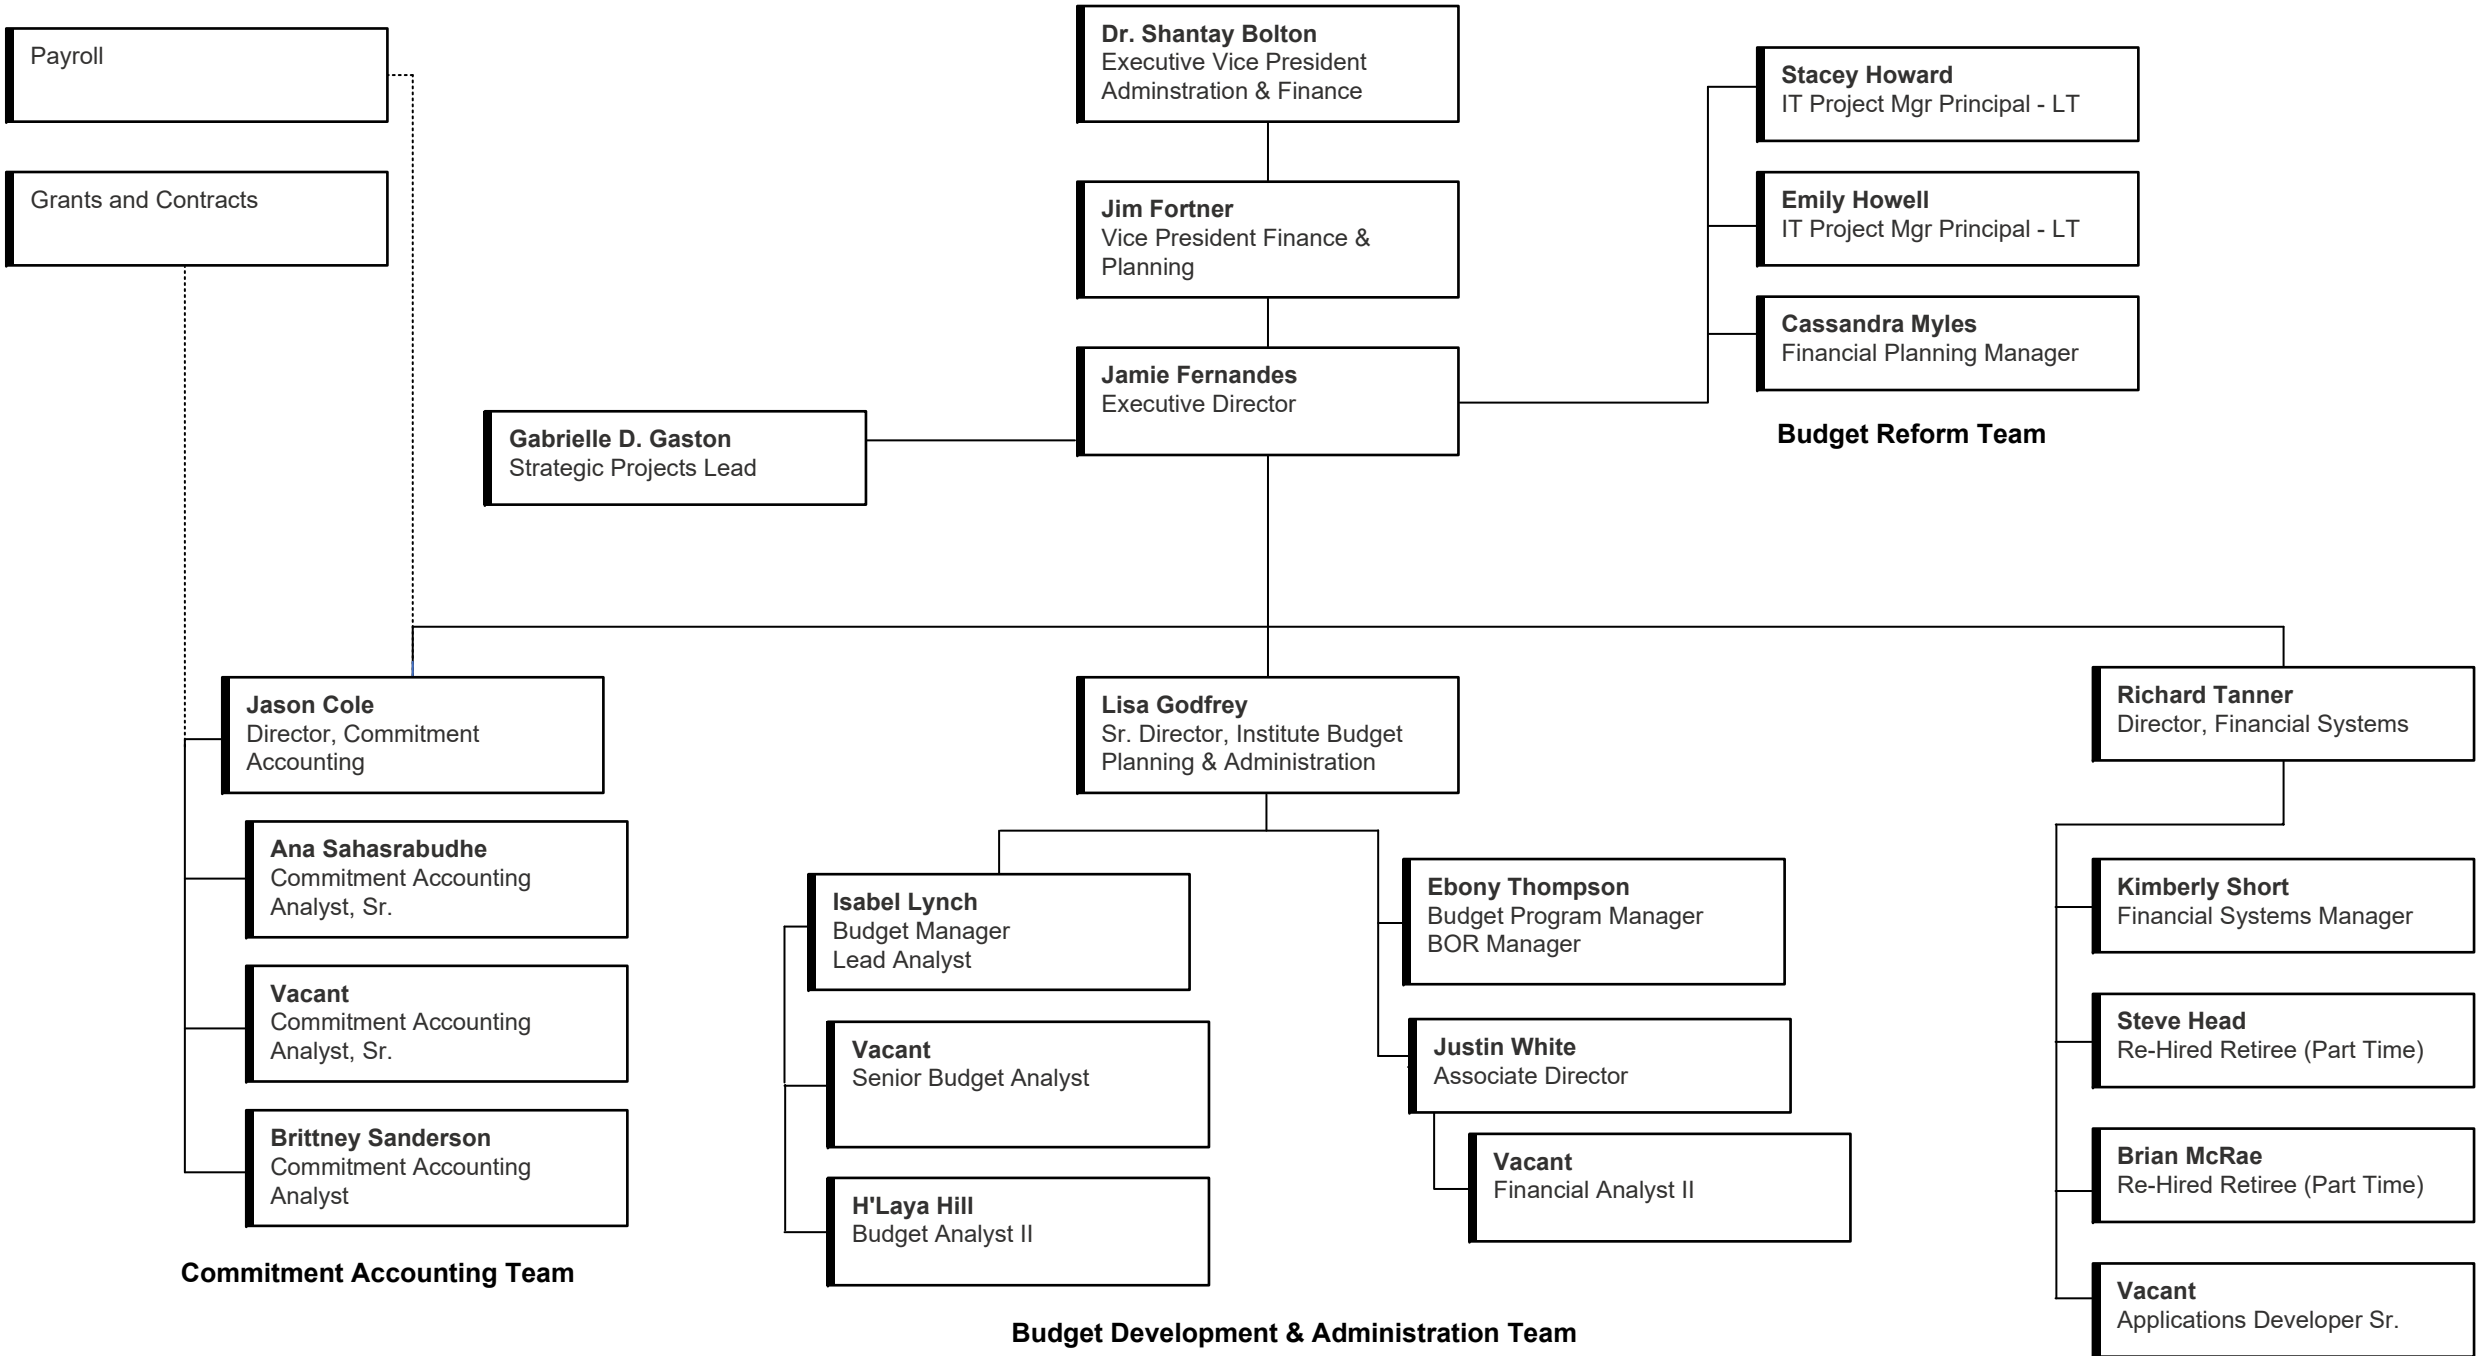 Payroll
Grants and Contracts
Dr. Shantay Bolton
Executive Vice President
Adminstration & Finance
Jim Fortner
Vice President Finance &
Planning
Jamie Fernandes
Executive Director
Gabrielle D. Gaston
Strategic Projects Lead
Stacey Howard
IT Project Mgr Principal - LT
Emily Howell
IT Project Mgr Principal - LT
Cassandra Myles
Financial Planning Manager
Budget Reform Team
Jason Cole
Director, Commitment
Accounting
Ana Sahasrabudhe
Commitment Accounting
Analyst, Sr.
Vacant
Commitment Accounting
Analyst, Sr.
Brittney Sanderson
Commitment Accounting
Analyst
Commitment Accounting Team
Lisa Godfrey
Sr. Director, Institute Budget
Planning & Administration
Isabel Lynch
Budget Manager
Lead Analyst
Vacant
Senior Budget Analyst
H'Laya Hill
Budget Analyst II
Ebony Thompson
Budget Program Manager
BOR Manager
Justin White
Associate Director
Vacant
Financial Analyst II
Budget Development & Administration Team
Richard Tanner
Director, Financial Systems
Kimberly Short
Financial Systems Manager
Steve Head
Re-Hired Retiree (Part Time)
Brian McRae
Re-Hired Retiree (Part Time)
Vacant
Applications Developer Sr.